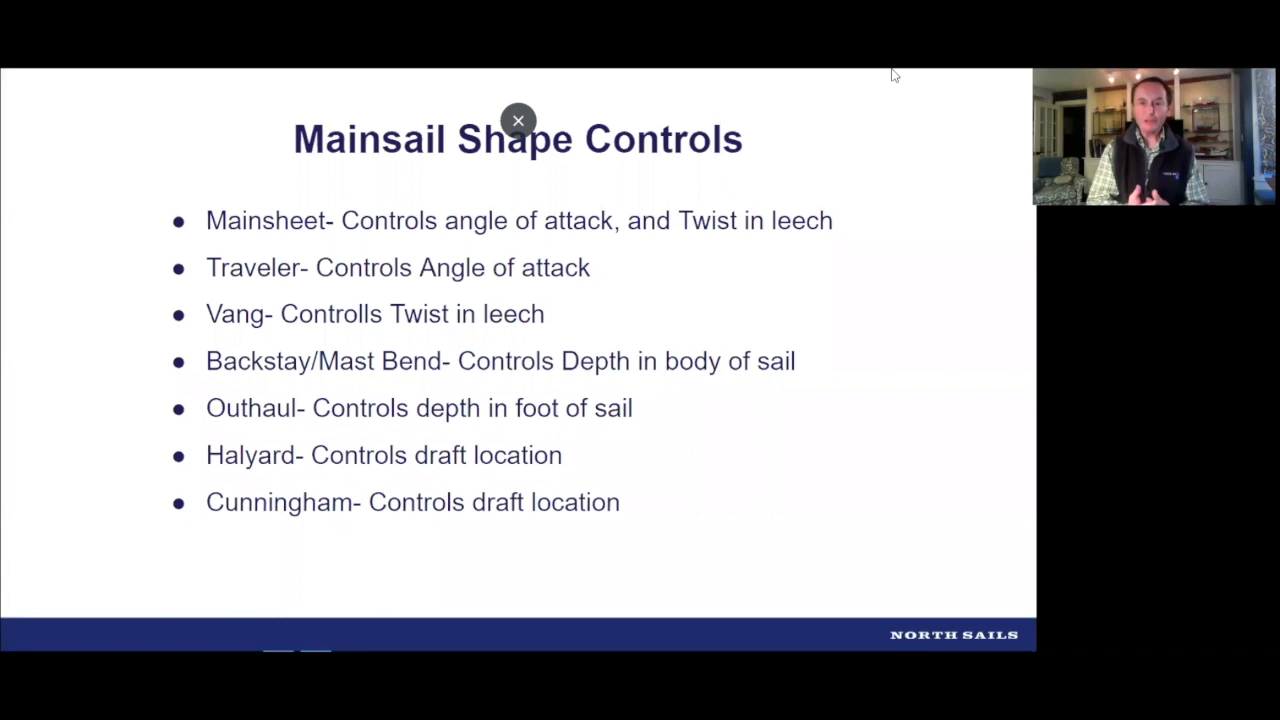 Mainsail Shape Controls
● Mainsheet- Controls angle of attack, and Twist in leech
● Traveler- Controls Angle of attack
● Vang- Controlls Twist in leech
● Backstay/Mast Bend- Controls Depth in body of sail
● Outhaul- Controls depth in foot of sail
● Halyard- Controls draft location
● Cunningham- Controls draft location
NORTH SAILS